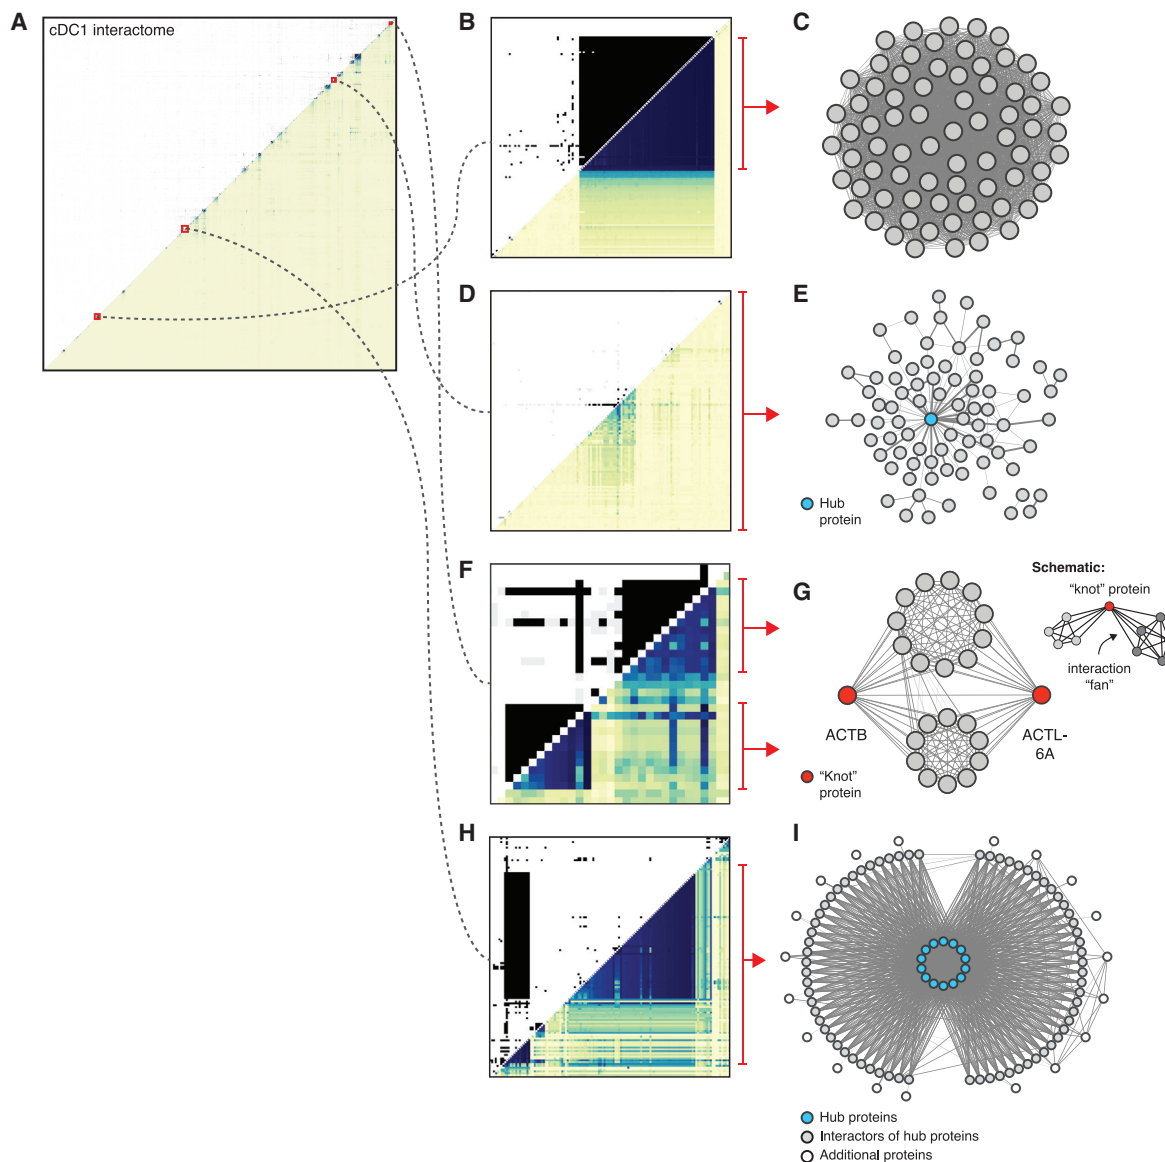 A
cDC1 interactome
B
C
D
E
Hub
protein
F
G
Schematic:
“knot” protein
interaction
“fan”
ACTB
ACTL-
6A
“Knot”
protein
H
I
Hub proteins
Interactors of hub proteins
Additional proteins